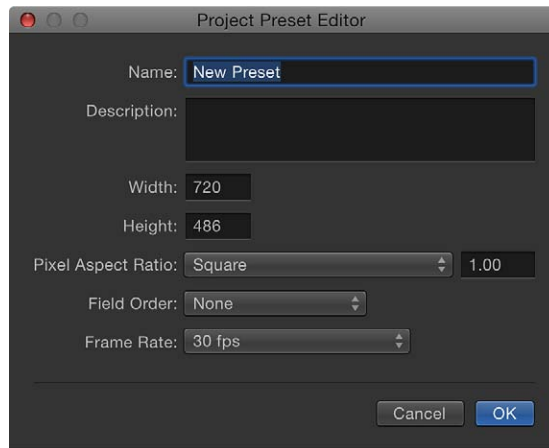 Project Preset Editor
Name: New Preset
Description:
Width: 720
Height: 486
Pixel Aspect Ratio: Square 1.00
Field Order: None
Frame Rate: 30 fps
Cancel OK